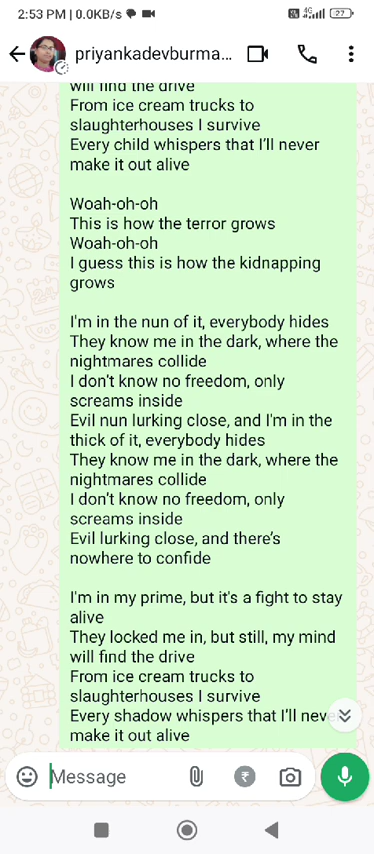 2:53 PM | 0.0KB/s
4G
27
priyankadevburma...
will find the drive
From ice cream trucks to
slaughterhouses I survive
Every child whispers that I’ll never
make it out alive
Woah-oh-oh
This is how the terror grows
Woah-oh-oh
I guess this is how the kidnapping
grows
I'm in the nun of it, everybody hides
They know me in the dark, where the
nightmares collide
I don't know no freedom, only
screams inside
Evil nun lurking close, and I'm in the
thick of it, everybody hides
They know me in the dark, where the
nightmares collide
I don't know no freedom, only
screams inside
Evil lurking close, and there’s
nowhere to confide
I'm in my prime, but it's a fight to stay
alive
They locked me in, but still, my mind
will find the drive
From ice cream trucks to
slaughterhouses I survive
Every shadow whispers that I’ll never
make it out alive
Message
₹